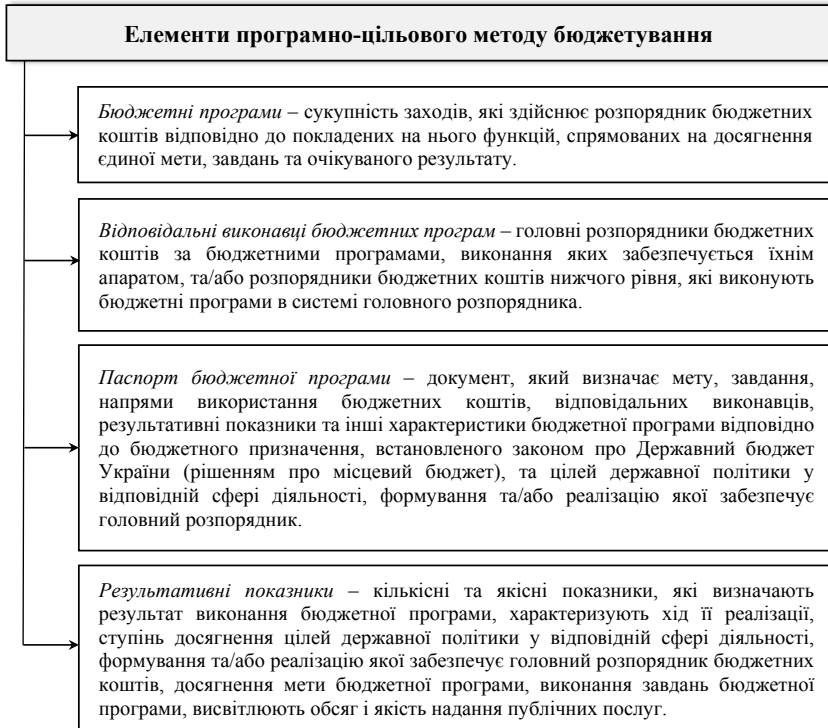 Елементи програмно-цільового методу бюджетування
Бюджетні програми – сукупність заходів, які здійснює розпорядник бюджетних
коштів відповідно до покладених на нього функцій, спрямованих на досягнення
єдиної мети, завдань та очікуваного результату.
Відповідальні виконавці бюджетних програм – головні розпорядники бюджетних
коштів за бюджетними програмами, виконання яких забезпечується їхнім
апаратом, та/або розпорядники бюджетних коштів нижчого рівня, які виконують
бюджетні програми в системі головного розпорядника.
Паспорт бюджетної програми – документ, який визначає мету, завдання,
напрями використання бюджетних коштів, відповідальних виконавців,
результативні показники та інші характеристики бюджетної програми відповідно
до бюджетного призначення, встановленого законом про Державний бюджет
України (рішенням про місцевий бюджет), та цілей державної політики у
відповідній сфері діяльності, формування та/або реалізацію якої забезпечує
головний розпорядник.
Результативні показники – кількісні та якісні показники, які визначають
результат виконання бюджетної програми, характеризують хід її реалізації,
ступінь досягнення цілей державної політики у відповідній сфері діяльності,
формування та/або реалізацію якої забезпечує головний розпорядник бюджетних
коштів, досягнення мети бюджетної програми, виконання завдань бюджетної
програми, висвітлюють обсяг і якість надання публічних послуг.